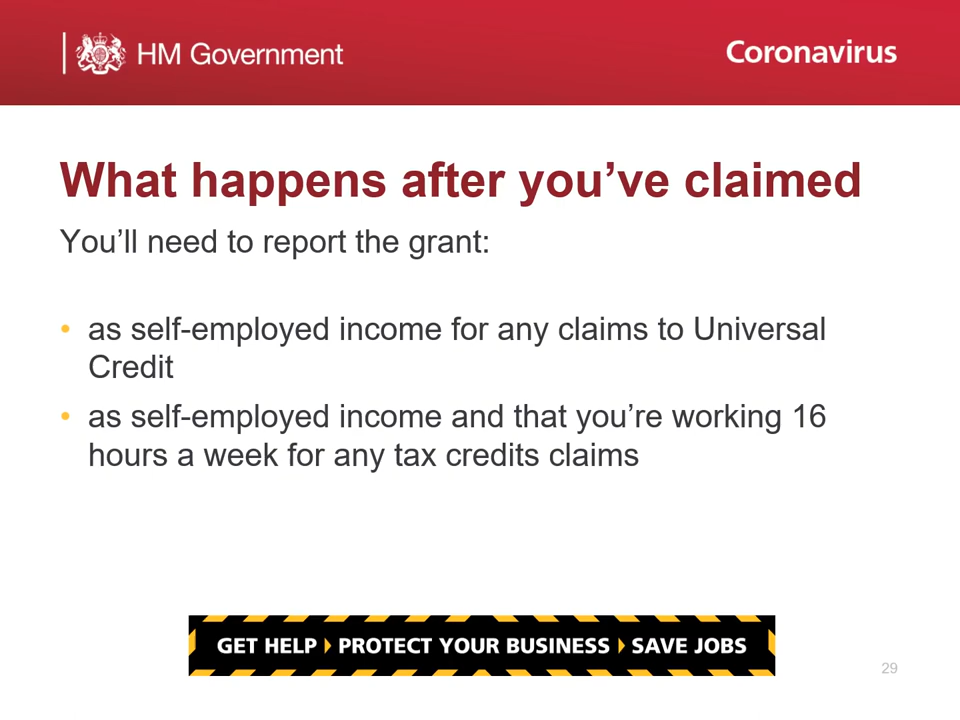 HM Government
Coronavirus
What happens after you’ve claimed
You’ll need to report the grant:
• as self-employed income for any claims to Universal
Credit
• as self-employed income and that you’re working 16
hours a week for any tax credits claims
GET HELP › PROTECT YOUR BUSINESS › SAVE JOBS
29